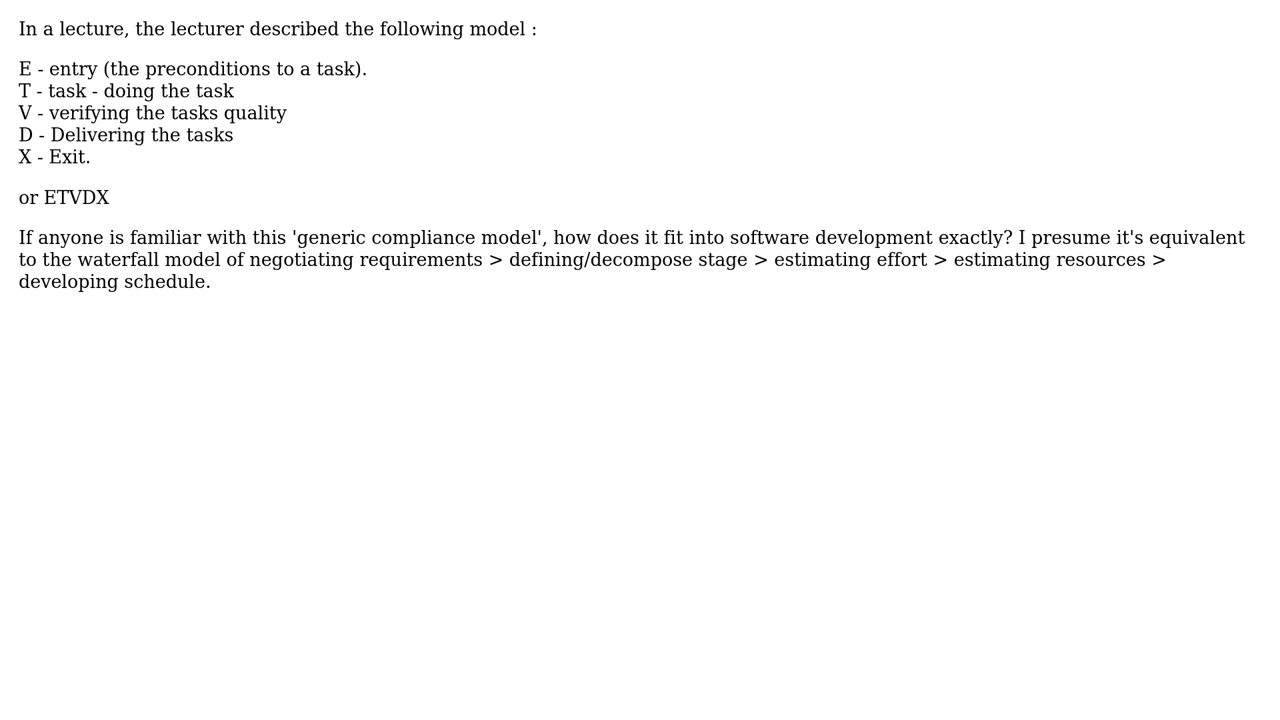 In a lecture, the lecturer described the following model :
E - entry (the preconditions to a task).
T - task - doing the task
V - verifying the tasks quality
D - Delivering the tasks
X - Exit.
or ETVDX
If anyone is familiar with this 'generic compliance model', how does it fit into software development exactly? I presume it's equivalent
to the waterfall model of negotiating requirements > defining/decompose stage > estimating effort > estimating resources >
developing schedule.